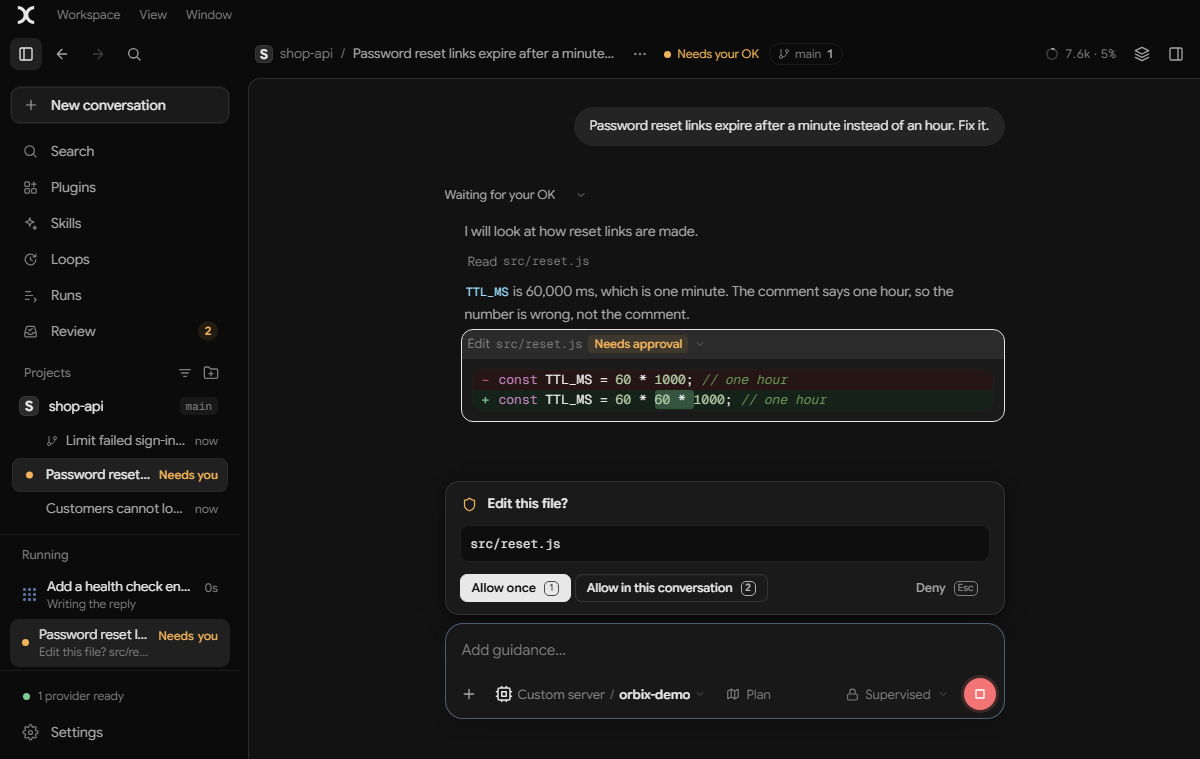 Workspace View Window
S shop-api / Password reset links expire after a minute... ··· Needs your OK main 1 7.6k · 5%
New conversation
Search
Plugins
Skills
Loops
Runs
Review 2
Projects
S shop-api main
Limit failed sign-in... now
Password reset... Needs you
Customers cannot lo... now
Running
Add a health check en... 0s
Writing the reply
Password reset l... Needs you
Edit this file? src/re...
1 provider ready
Settings
Password reset links expire after a minute instead of an hour. Fix it.
Waiting for your OK
I will look at how reset links are made.
Read src/reset.js
TTL_MS is 60,000 ms, which is one minute. The comment says one hour, so the
number is wrong, not the comment.
Edit src/reset.js Needs approval
- const TTL_MS = 60 * 1000; // one hour
+ const TTL_MS = 60 * 60 * 1000; // one hour
Edit this file?
src/reset.js
Allow once 1 Allow in this conversation 2 Deny Esc
Add guidance...
Custom server / orbix-demo Plan Supervised